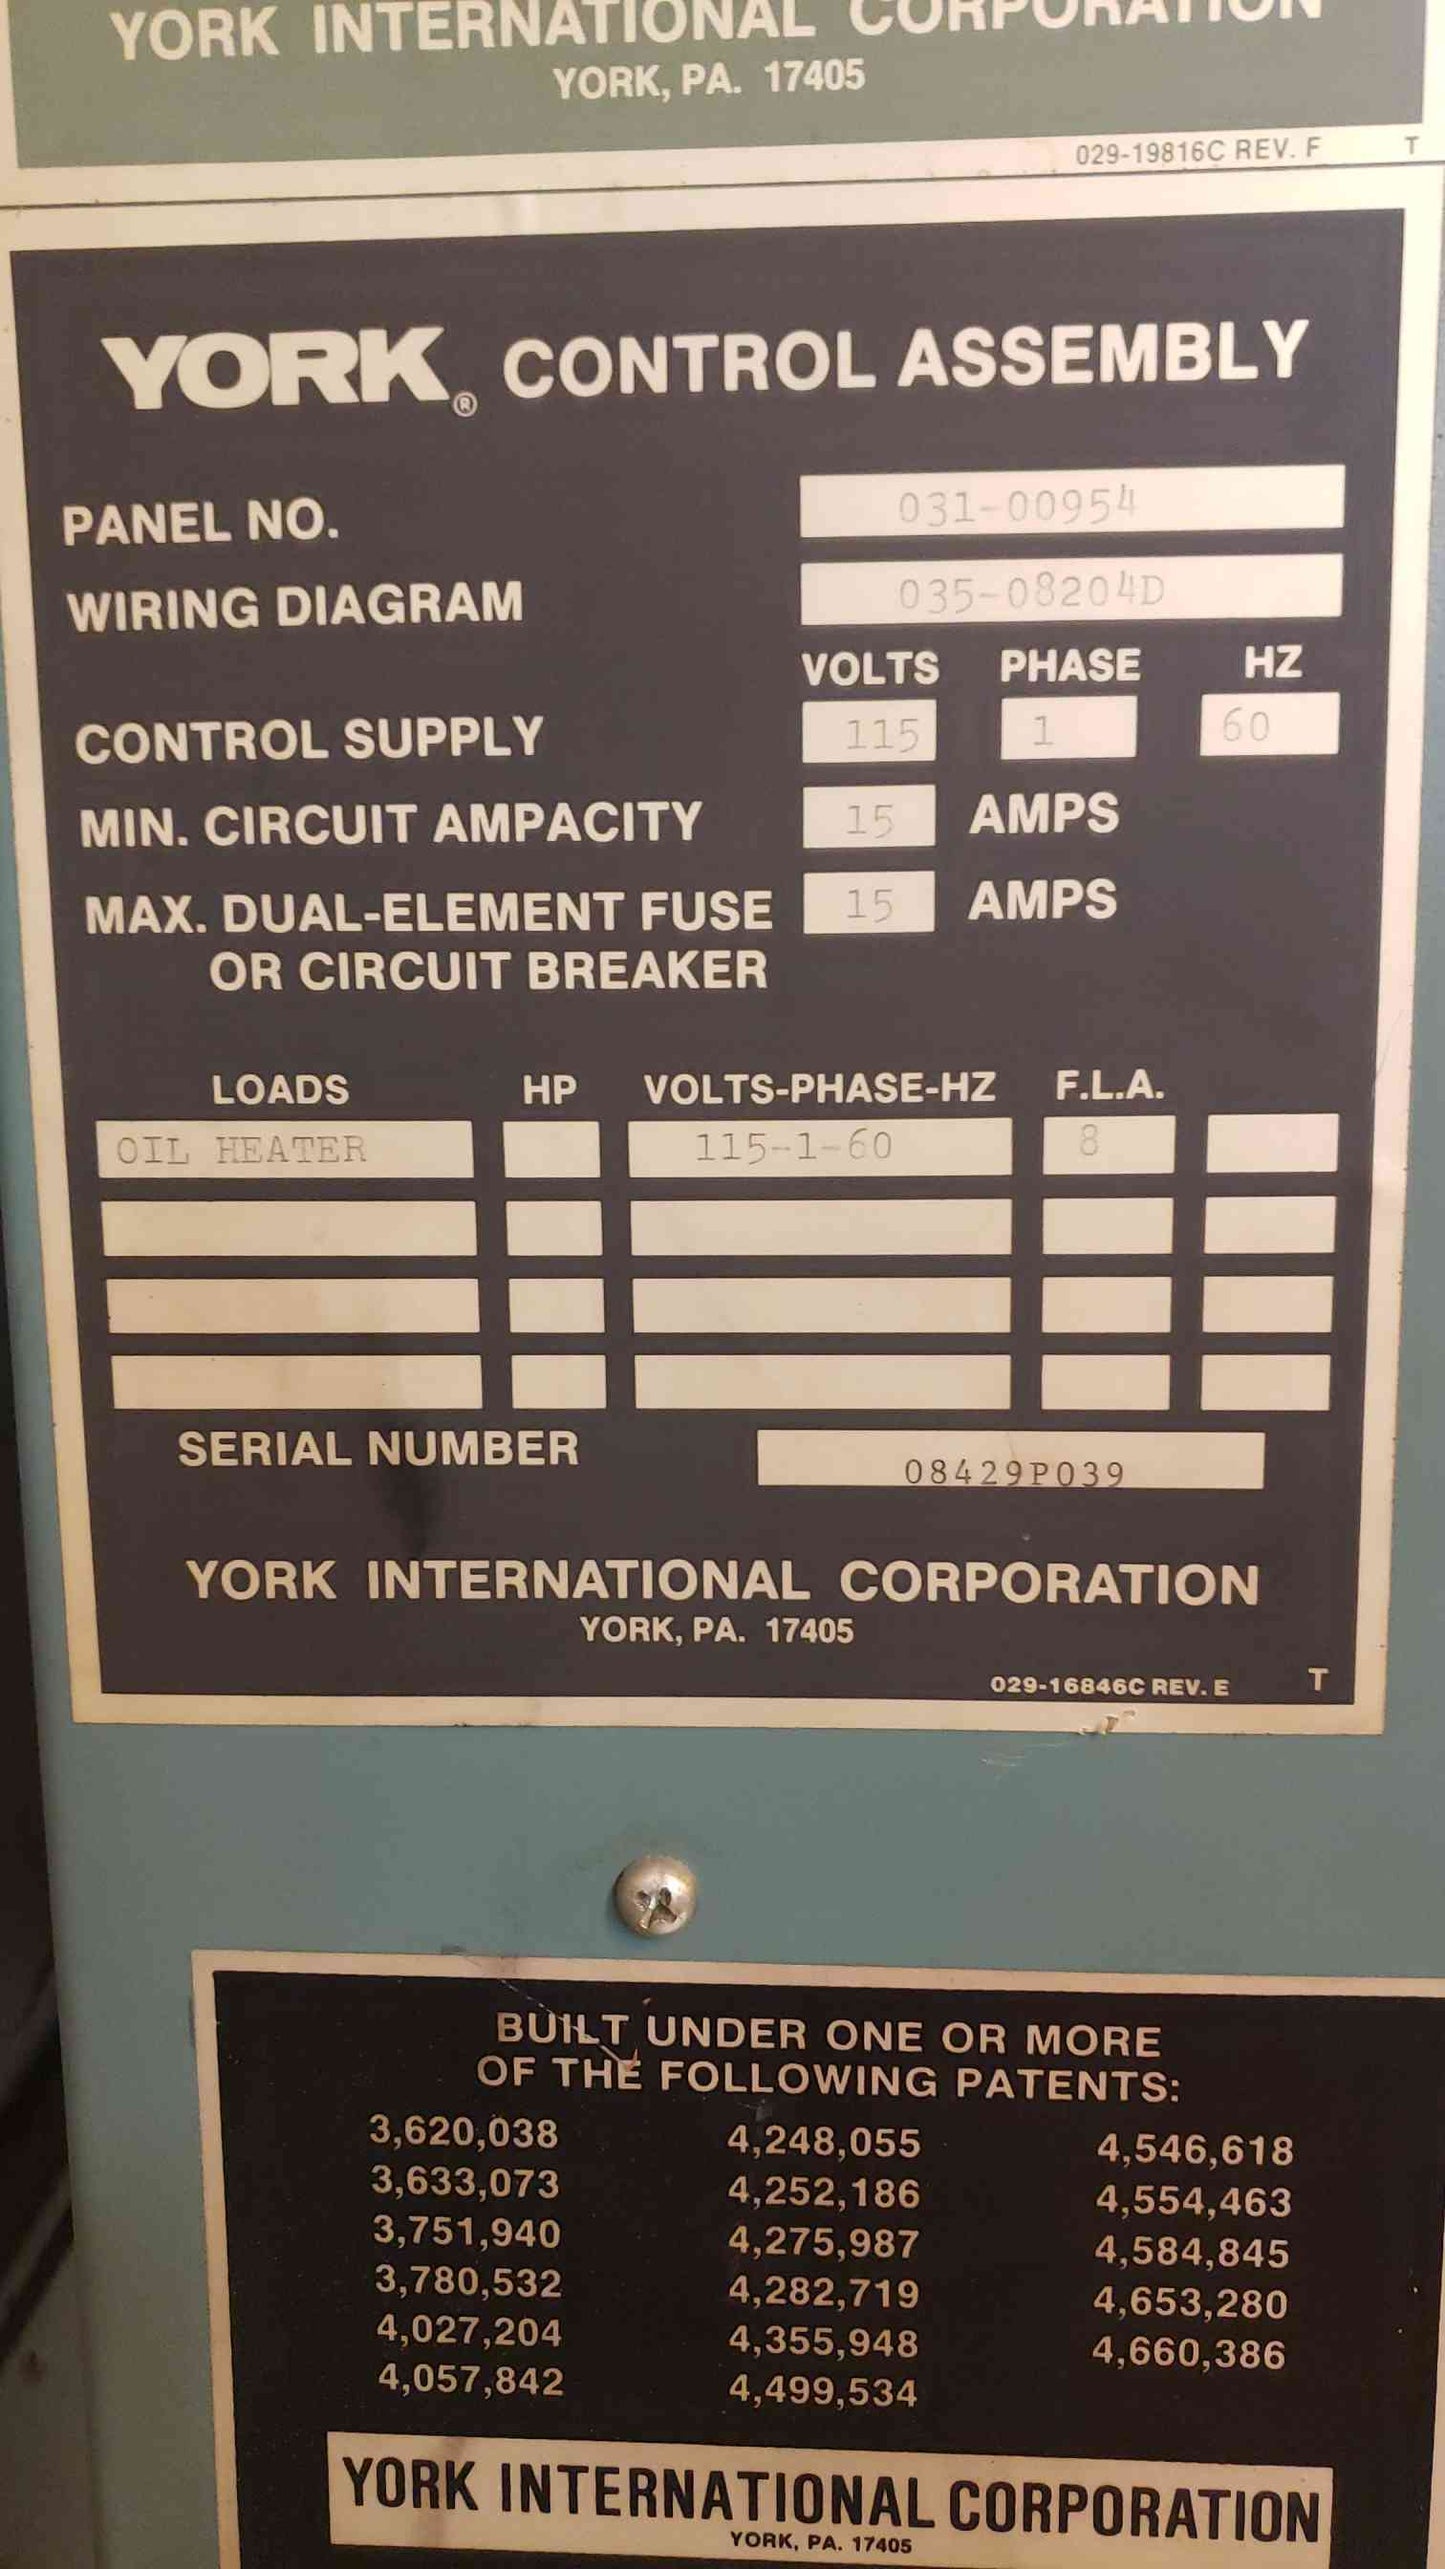 YORK INTERNATIONAL CORPORATION
YORK, PA. 17405
029-19816C REV. F T
YORK® CONTROL ASSEMBLY
PANEL NO. 031-00954
WIRING DIAGRAM 035-08204D
VOLTS PHASE HZ
CONTROL SUPPLY 115 1 60
MIN. CIRCUIT AMPACITY 15 AMPS
MAX. DUAL-ELEMENT FUSE 15 AMPS
OR CIRCUIT BREAKER
LOADS HP VOLTS-PHASE-HZ F.L.A.
OIL HEATER 115-1-60 8
SERIAL NUMBER 08429P039
YORK INTERNATIONAL CORPORATION
YORK, PA. 17405
029-16846C REV. E T
BUILT UNDER ONE OR MORE
OF THE FOLLOWING PATENTS:
3,620,038 4,248,055 4,546,618
3,633,073 4,252,186 4,554,463
3,751,940 4,275,987 4,584,845
3,780,532 4,282,719 4,653,280
4,027,204 4,355,948 4,660,386
4,057,842 4,499,534
YORK INTERNATIONAL CORPORATION
YORK, PA. 17405